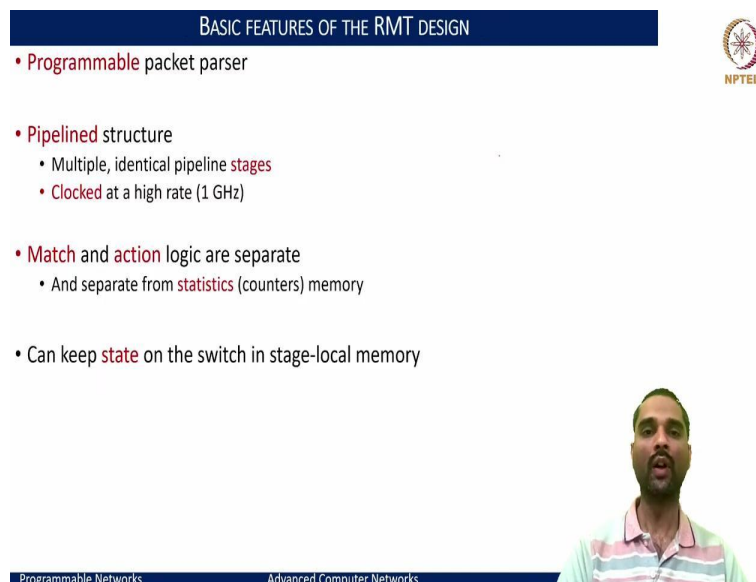 BASIC FEATURES OF THE RMT DESIGN
• Programmable packet parser
NPTEL
• Pipelined structure
• Multiple, identical pipeline stages
• Clocked at a high rate (1 GHz)
• Match and action logic are separate
• And separate from statistics (counters) memory
• Can keep state on the switch in stage-local memory
Programmable Networks
Advanced Computer Networks